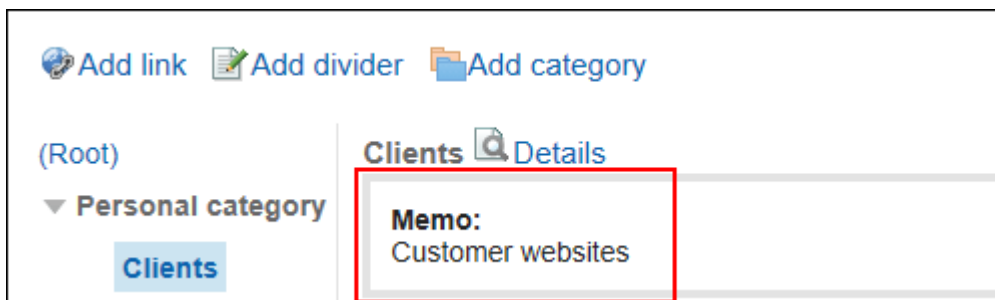 Add link Add divider Add category
(Root)
Personal category
Clients
Clients Details
Memo:
Customer websites